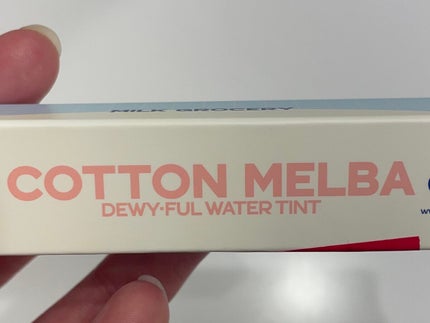 MILK GROCERY
COTTON MELBA
DEWY·FUL WATER TINT